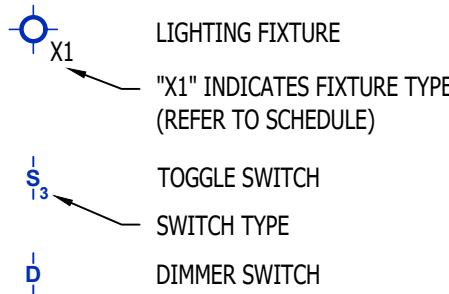 X1
LIGHTING FIXTURE
"X1" INDICATES FIXTURE TYPE
(REFER TO SCHEDULE)
S3
TOGGLE SWITCH
SWITCH TYPE
D
DIMMER SWITCH